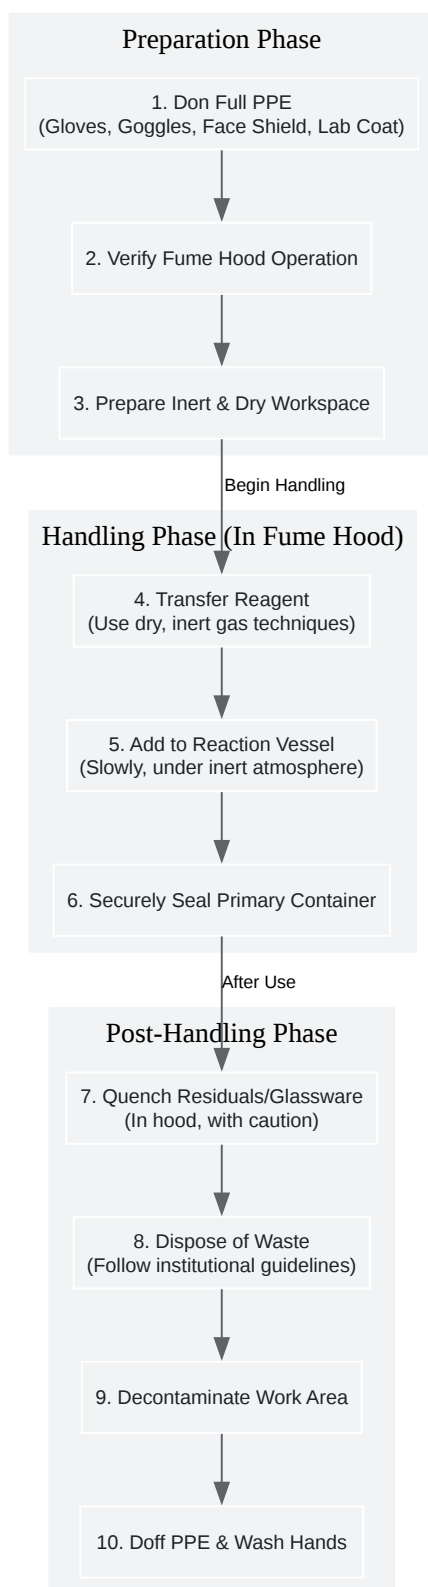 Preparation Phase
1. Don Full PPE
(Gloves, Goggles, Face Shield, Lab Coat)
2. Verify Fume Hood Operation
3. Prepare Inert & Dry Workspace
Begin Handling
Handling Phase (In Fume Hood)
4. Transfer Reagent
(Use dry, inert gas techniques)
5. Add to Reaction Vessel
(Slowly, under inert atmosphere)
6. Securely Seal Primary Container
After Use
Post-Handling Phase
7. Quench Residuals/Glassware
(In hood, with caution)
8. Dispose of Waste
(Follow institutional guidelines)
9. Decontaminate Work Area
10. Doff PPE & Wash Hands